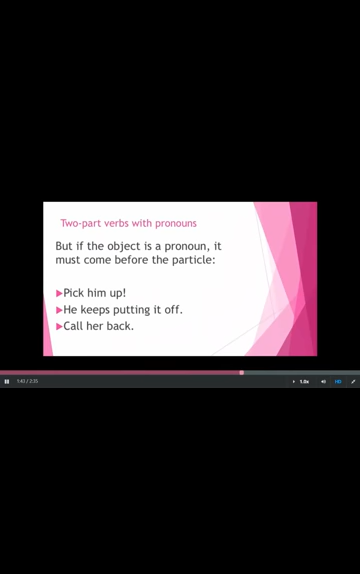 Two-part verbs with pronouns
But if the object is a pronoun, it
must come before the particle:
Pick him up!
He keeps putting it off.
Call her back.
1:43 / 2:35
1.0x
HD